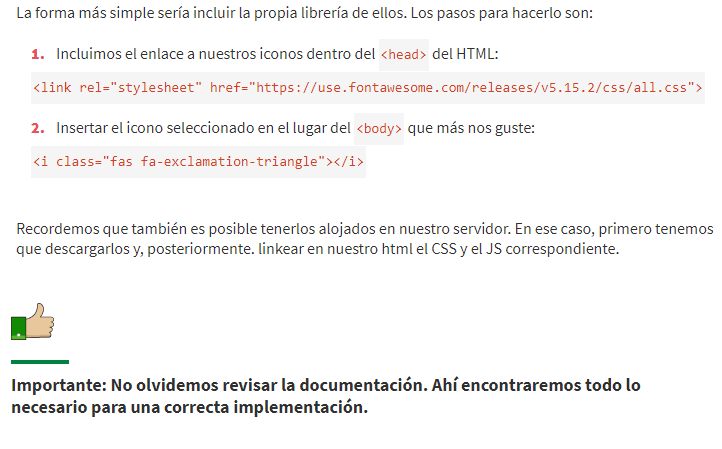 La forma más simple sería incluir la propia librería de ellos. Los pasos para hacerlo son:
1. Incluimos el enlace a nuestros iconos dentro del <head> del HTML:
<link rel="stylesheet" href="https://use.fontawesome.com/releases/v5.15.2/css/all.css">
2. Insertar el icono seleccionado en el lugar del <body> que más nos guste:
<i class="fas fa-exclamation-triangle"></i>
Recordemos que también es posible tenerlos alojados en nuestro servidor. En ese caso, primero tenemos
que descargarlos y, posteriormente. linkear en nuestro html el CSS y el JS correspondiente.
Importante: No olvidemos revisar la documentación. Ahí encontraremos todo lo
necesario para una correcta implementación.